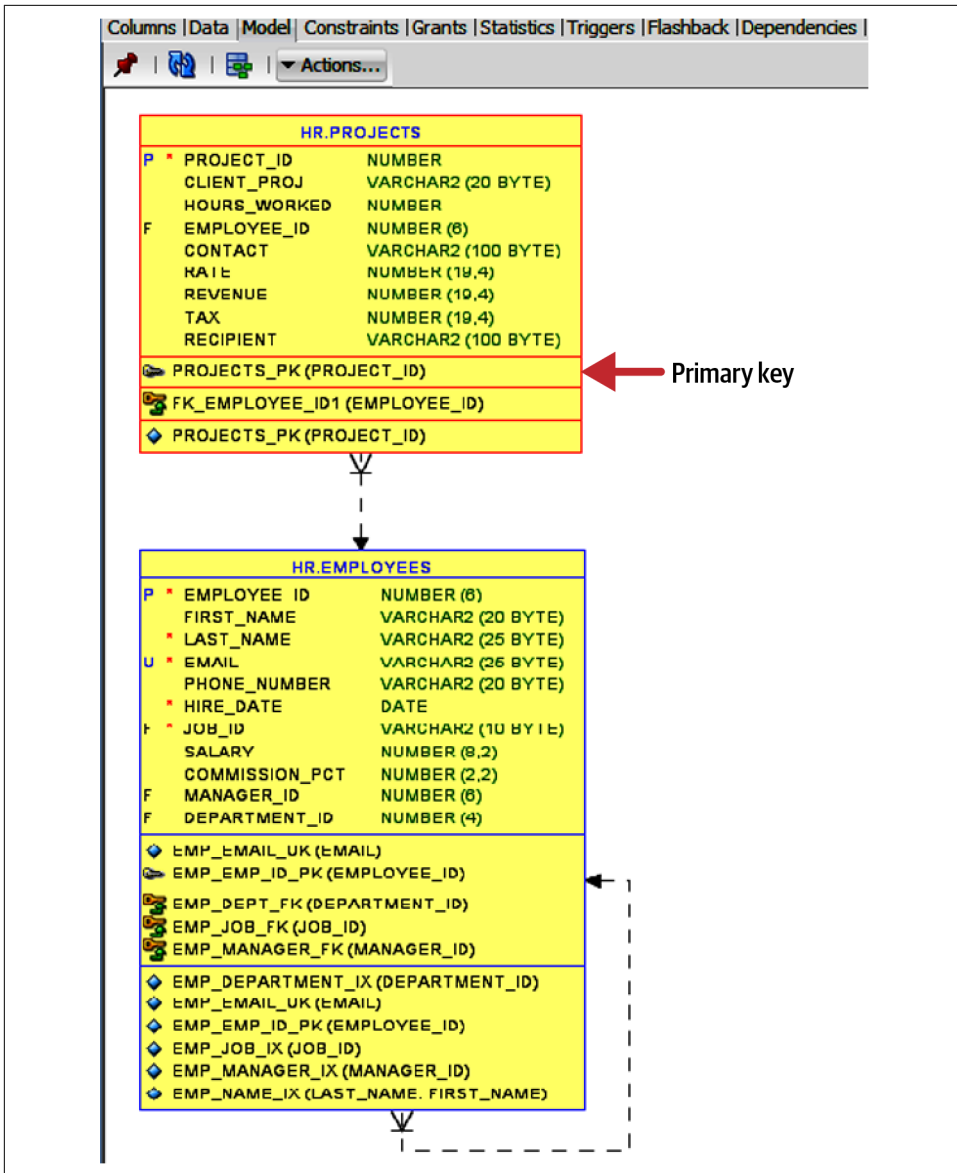 Columns |Data |Model| Constraints |Grants |Statistics |Triggers |Flashback |Dependencies |
Actions...
HR.PROJECTS
P * PROJECT_ID NUMBER
CLIENT_PROJ VARCHAR2 (20 BYTE)
HOURS_WORKED NUMBER
F EMPLOYEE_ID NUMBER (6)
CONTACT VARCHAR2 (100 BYTE)
RATE NUMBER (19,4)
REVENUE NUMBER (19,4)
TAX NUMBER (19,4)
RECIPIENT VARCHAR2 (100 BYTE)
PROJECTS_PK (PROJECT_ID)
Primary key
FK_EMPLOYEE_ID1 (EMPLOYEE_ID)
PROJECTS_PK (PROJECT_ID)
HR.EMPLOYEES
P * EMPLOYEE_ID NUMBER (6)
FIRST_NAME VARCHAR2 (20 BYTE)
* LAST_NAME VARCHAR2 (25 BYTE)
U * EMAIL VARCHAR2 (25 BYTE)
PHONE_NUMBER VARCHAR2 (20 BYTE)
* HIRE_DATE DATE
F * JOB_ID VARCHAR2 (10 BYTE)
SALARY NUMBER (8,2)
COMMISSION_PCT NUMBER (2,2)
F MANAGER_ID NUMBER (6)
F DEPARTMENT_ID NUMBER (4)
EMP_EMAIL_UK (EMAIL)
EMP_EMP_ID_PK (EMPLOYEE_ID)
EMP_DEPT_FK (DEPARTMENT_ID)
EMP_JOB_FK (JOB_ID)
EMP_MANAGER_FK (MANAGER_ID)
EMP_DEPARTMENT_IX (DEPARTMENT_ID)
EMP_EMAIL_UK (EMAIL)
EMP_EMP_ID_PK (EMPLOYEE_ID)
EMP_JOB_IX (JOB_ID)
EMP_MANAGER_IX (MANAGER_ID)
EMP_NAME_IX (LAST_NAME, FIRST_NAME)